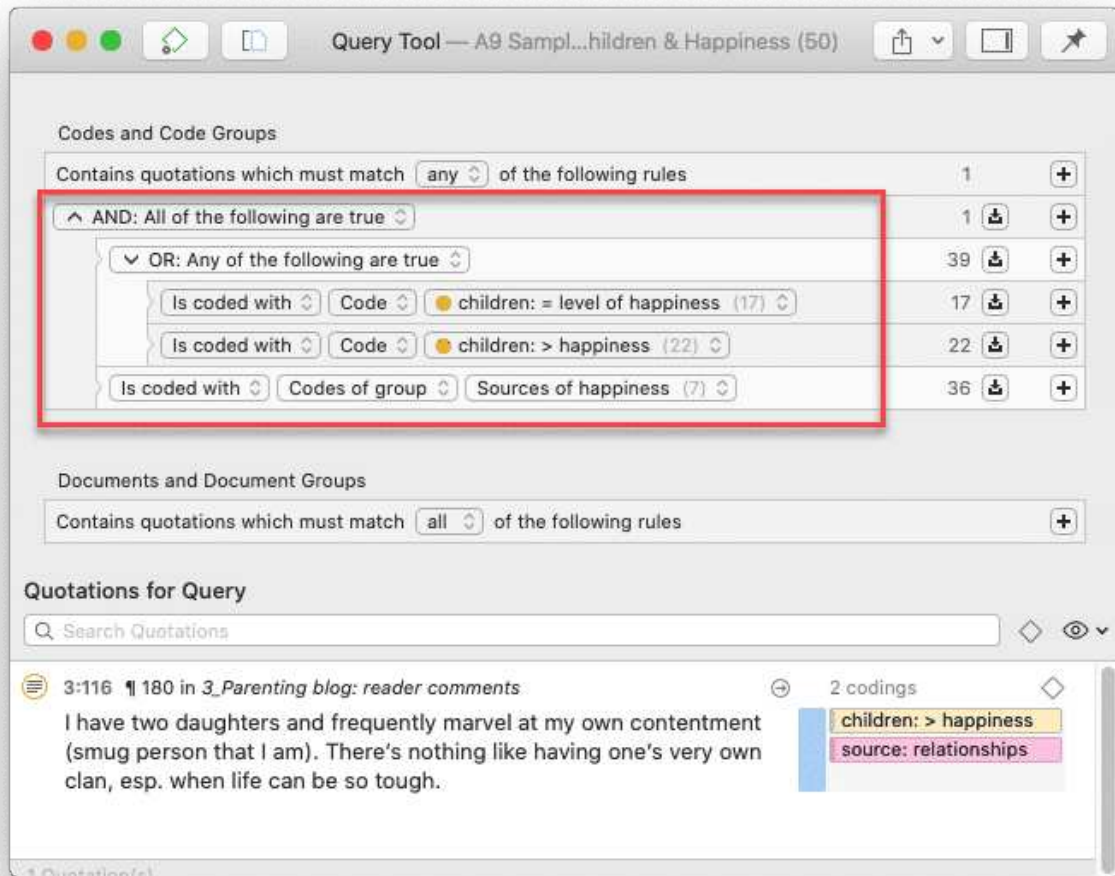 Query Tool — A9 Sampl...hildren & Happiness (50)
Codes and Code Groups
Contains quotations which must match any of the following rules 1
AND: All of the following are true 1
OR: Any of the following are true 39
Is coded with Code children: = level of happiness (17) 17
Is coded with Code children: > happiness (22) 22
Is coded with Codes of group Sources of happiness (7) 36
Documents and Document Groups
Contains quotations which must match all of the following rules
Quotations for Query
Search Quotations
3:116 ¶ 180 in 3_Parenting blog: reader comments 2 codings
I have two daughters and frequently marvel at my own contentment children: > happiness
(smug person that I am). There's nothing like having one's very own source: relationships
clan, esp. when life can be so tough.
1 Quotation(s)